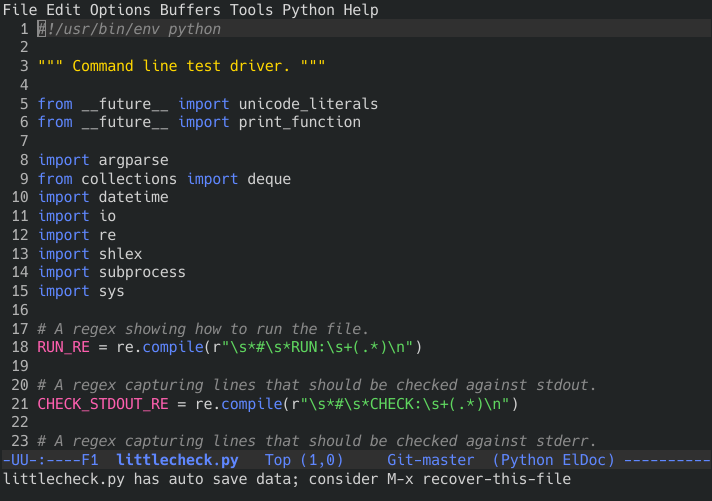 File Edit Options Buffers Tools Python Help
1 #!/usr/bin/env python
2
3 """ Command line test driver. """
4
5 from __future__ import unicode_literals
6 from __future__ import print_function
7
8 import argparse
9 from collections import deque
10 import datetime
11 import io
12 import re
13 import shlex
14 import subprocess
15 import sys
16
17 # A regex showing how to run the file.
18 RUN_RE = re.compile(r"\s*#\s*RUN:\s+(.*)\n")
19
20 # A regex capturing lines that should be checked against stdout.
21 CHECK_STDOUT_RE = re.compile(r"\s*#\s*CHECK:\s+(.*)\n")
22
23 # A regex capturing lines that should be checked against stderr.
-UU-:----F1  littlecheck.py   Top (1,0)     Git-master  (Python ElDoc) ----------
littlecheck.py has auto save data; consider M-x recover-this-file